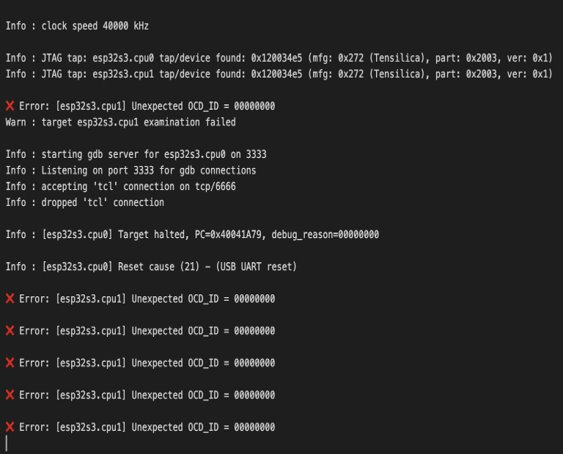 Info : clock speed 40000 kHz
Info : JTAG tap: esp32s3.cpu0 tap/device found: 0x120034e5 (mfg: 0x272 (Tensilica), part: 0x2003, ver: 0x1)
Info : JTAG tap: esp32s3.cpu1 tap/device found: 0x120034e5 (mfg: 0x272 (Tensilica), part: 0x2003, ver: 0x1)
❌ Error: [esp32s3.cpu1] Unexpected OCD_ID = 00000000
Warn : target esp32s3.cpu1 examination failed
Info : starting gdb server for esp32s3.cpu0 on 3333
Info : Listening on port 3333 for gdb connections
Info : accepting 'tcl' connection on tcp/6666
Info : dropped 'tcl' connection
Info : [esp32s3.cpu0] Target halted, PC=0x40041A79, debug_reason=00000000
Info : [esp32s3.cpu0] Reset cause (21) - (USB UART reset)
❌ Error: [esp32s3.cpu1] Unexpected OCD_ID = 00000000
❌ Error: [esp32s3.cpu1] Unexpected OCD_ID = 00000000
❌ Error: [esp32s3.cpu1] Unexpected OCD_ID = 00000000
❌ Error: [esp32s3.cpu1] Unexpected OCD_ID = 00000000
❌ Error: [esp32s3.cpu1] Unexpected OCD_ID = 00000000